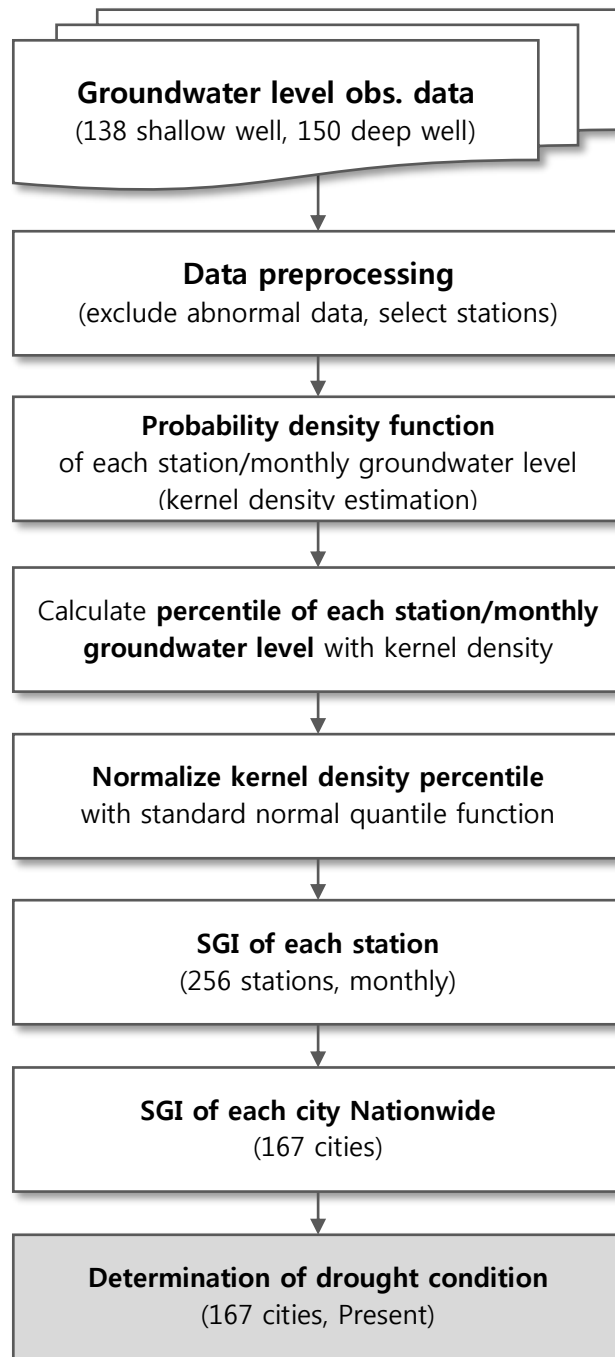 Groundwater level obs. data
(138 shallow well, 150 deep well)
Data preprocessing
(exclude abnormal data, select stations)
Probability density function
of each station/monthly groundwater level
(kernel density estimation)
Calculate percentile of each station/monthly
groundwater level with kernel density
Normalize kernel density percentile
with standard normal quantile function
SGI of each station
(256 stations, monthly)
SGI of each city Nationwide
(167 cities)
Determination of drought condition
(167 cities, Present)